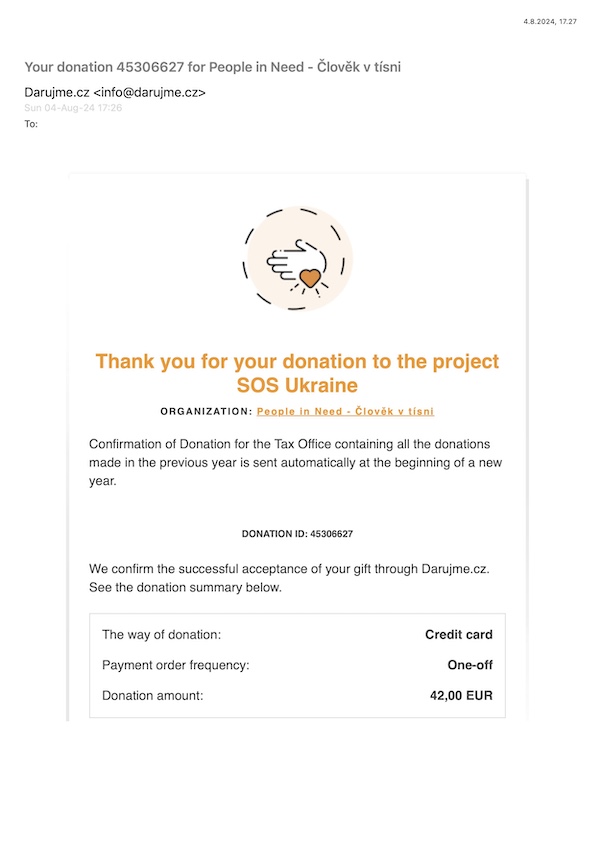 4.8.2024, 17.27
Your donation 45306627 for People in Need - Člověk v tísni
Darujme.cz <info@darujme.cz>
Sun 04-Aug-24 17:26
To:
Thank you for your donation to the project
SOS Ukraine
ORGANIZATION: People in Need - Člověk v tísni
Confirmation of Donation for the Tax Office containing all the donations
made in the previous year is sent automatically at the beginning of a new
year.
DONATION ID: 45306627
We confirm the successful acceptance of your gift through Darujme.cz.
See the donation summary below.
The way of donation: Credit card
Payment order frequency: One-off
Donation amount: 42,00 EUR